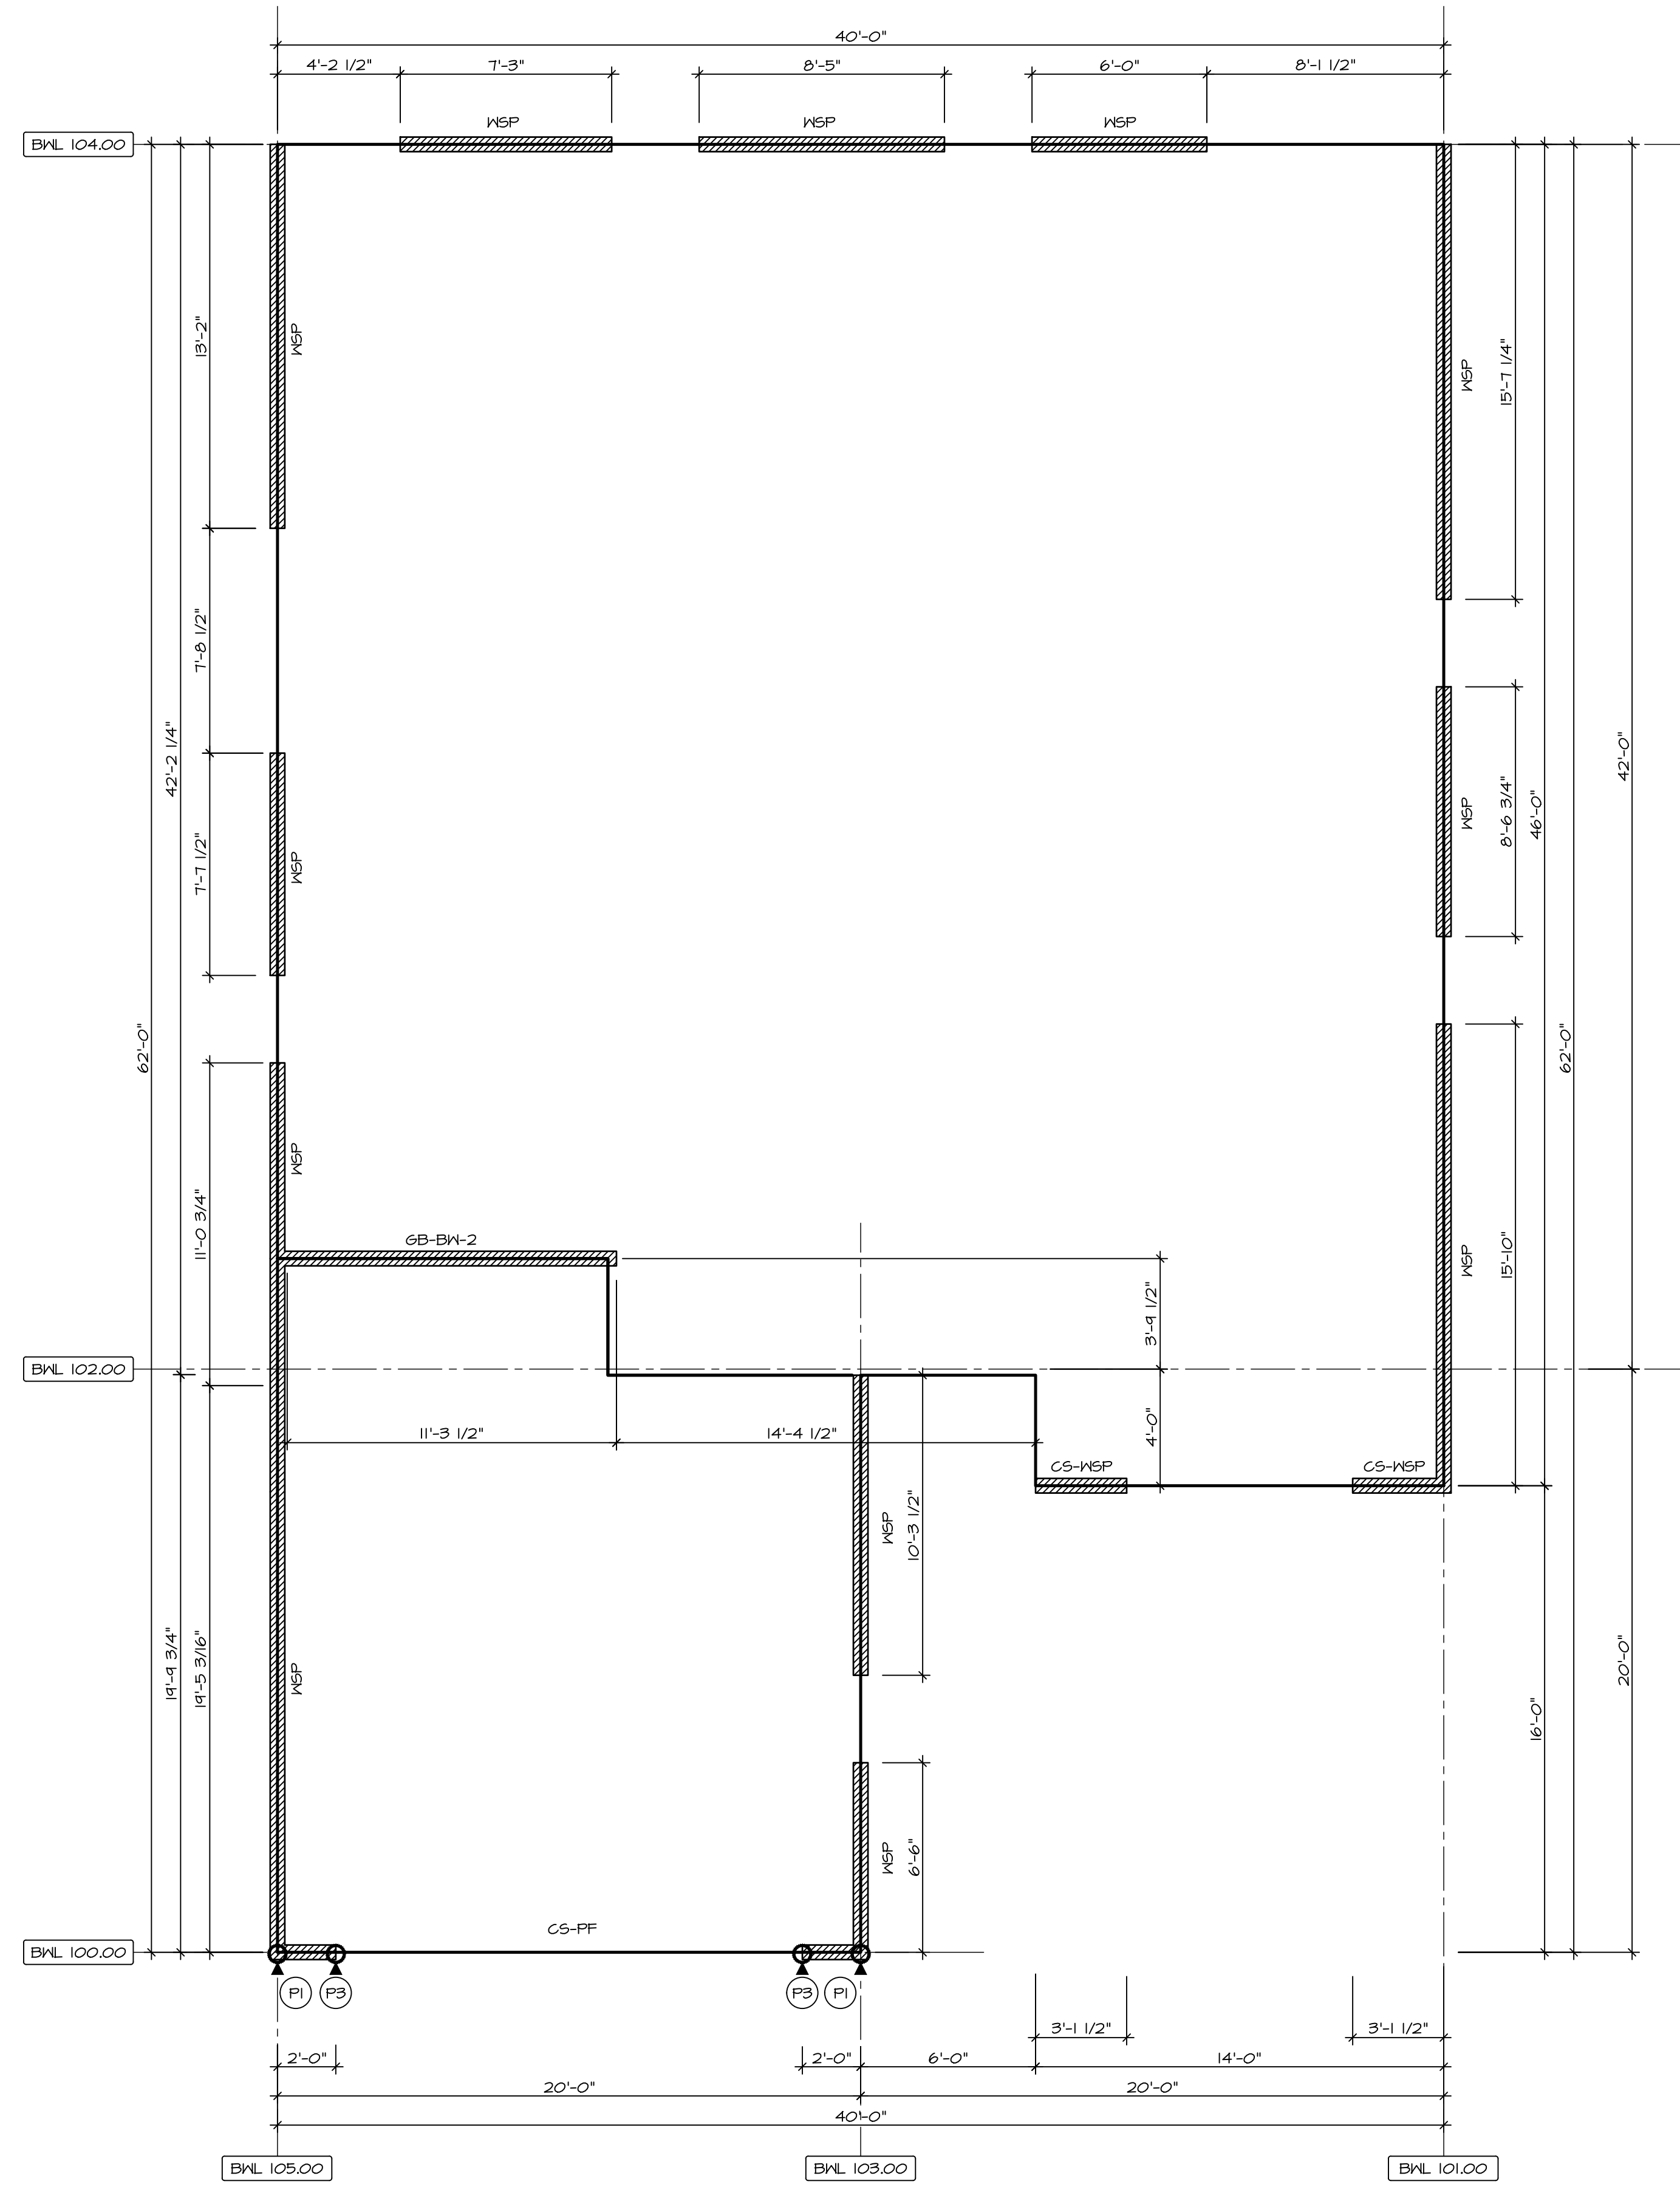 40'-0"
4'-2 1/2"
7'-3"
8'-5"
6'-0"
8'-1 1/2"
WSP
WSP
WSP
BWL 104.00
13'-2"
WSP
WSP
15'-7 1/4"
7'-8 1/2"
42'-2 1/4"
42'-0"
7'-7 1/2"
WSP
WSP
8'-6 3/4"
46'-0"
62'-0"
62'-0"
WSP
11'-0 3/4"
GB-BW-2
WSP
15'-10"
3'-9 1/2"
BWL 102.00
4'-0"
11'-3 1/2"
14'-4 1/2"
CS-WSP
CS-WSP
WSP
10'-3 1/2"
19'-9 3/4"
19'-5 3/16"
WSP
20'-0"
16'-0"
WSP
6'-6"
CS-PF
BWL 100.00
P1
P3
P3
P1
3'-1 1/2"
3'-1 1/2"
2'-0"
2'-0"
6'-0"
14'-0"
20'-0"
20'-0"
40'-0"
BWL 105.00
BWL 103.00
BWL 101.00